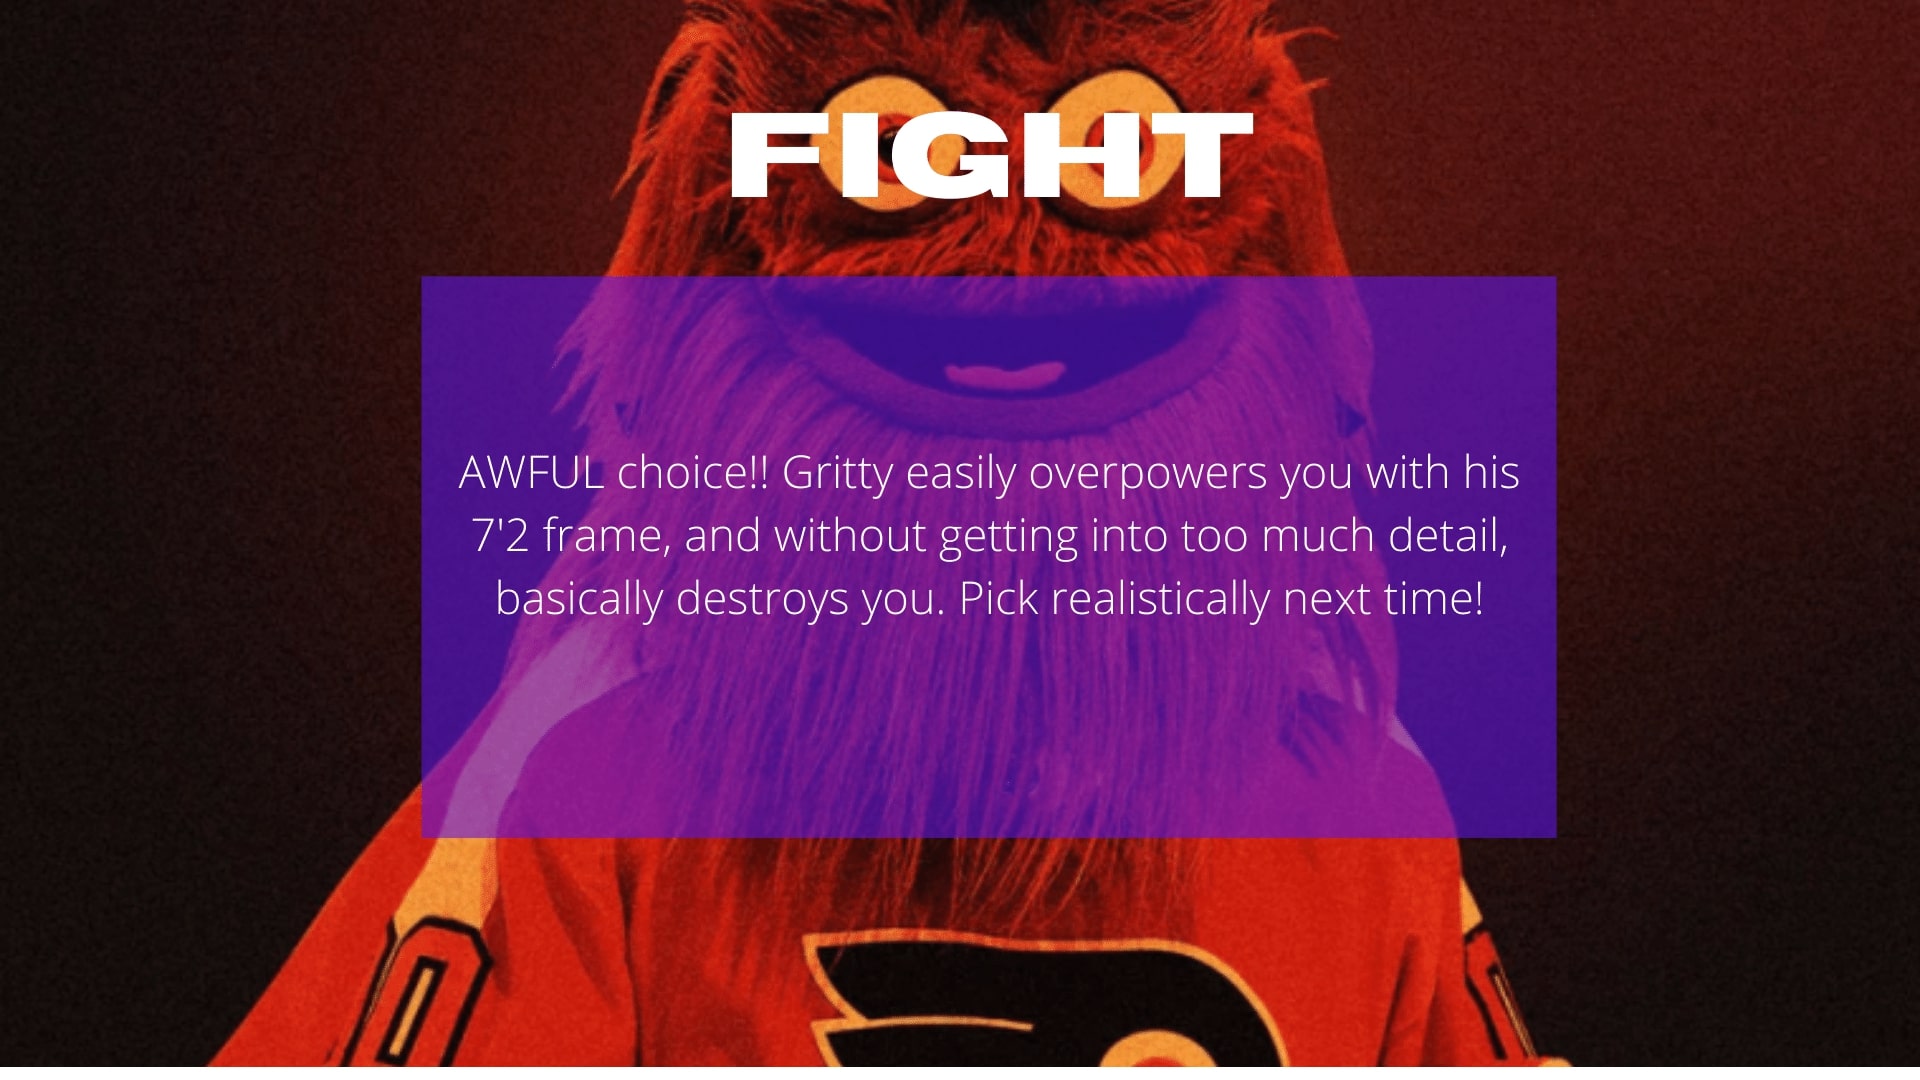 FIGHT
AWFUL choice!! Gritty easily overpowers you with his
7'2 frame, and without getting into too much detail,
basically destroys you. Pick realistically next time!